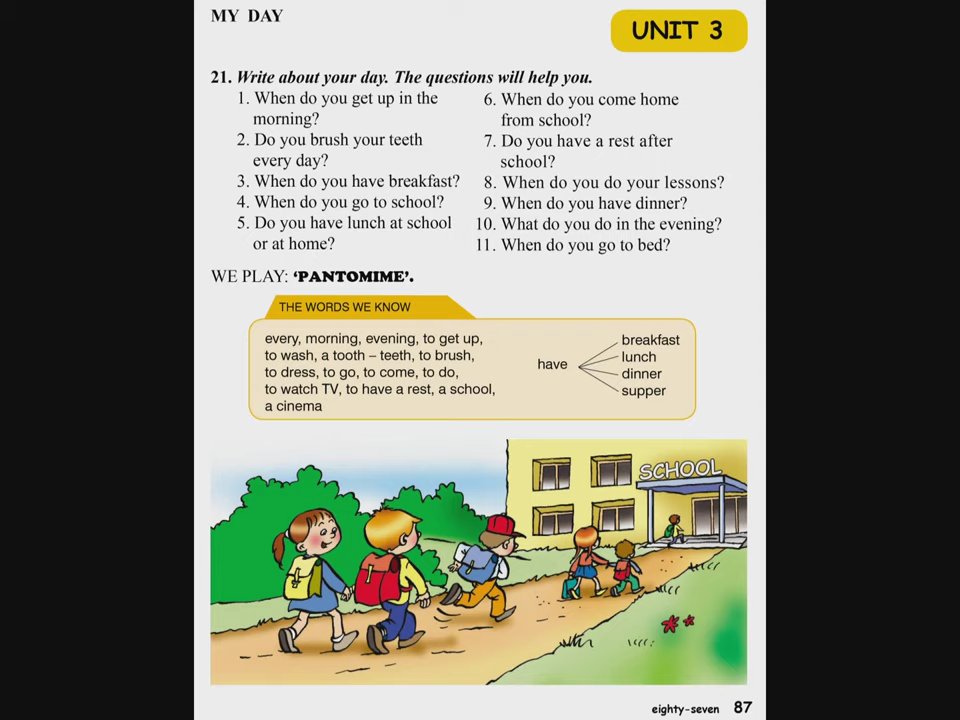 MY DAY
UNIT 3
21. Write about your day. The questions will help you.
1. When do you get up in the
morning?
2. Do you brush your teeth
every day?
3. When do you have breakfast?
4. When do you go to school?
5. Do you have lunch at school
or at home?
6. When do you come home
from school?
7. Do you have a rest after
school?
8. When do you do your lessons?
9. When do you have dinner?
10. What do you do in the evening?
11. When do you go to bed?
WE PLAY: ‘PANTOMIME’.
THE WORDS WE KNOW
every, morning, evening, to get up,
to wash, a tooth – teeth, to brush,
to dress, to go, to come, to do,
to watch TV, to have a rest, a school,
a cinema
have
breakfast
lunch
dinner
supper
SCHOOL
eighty-seven 87